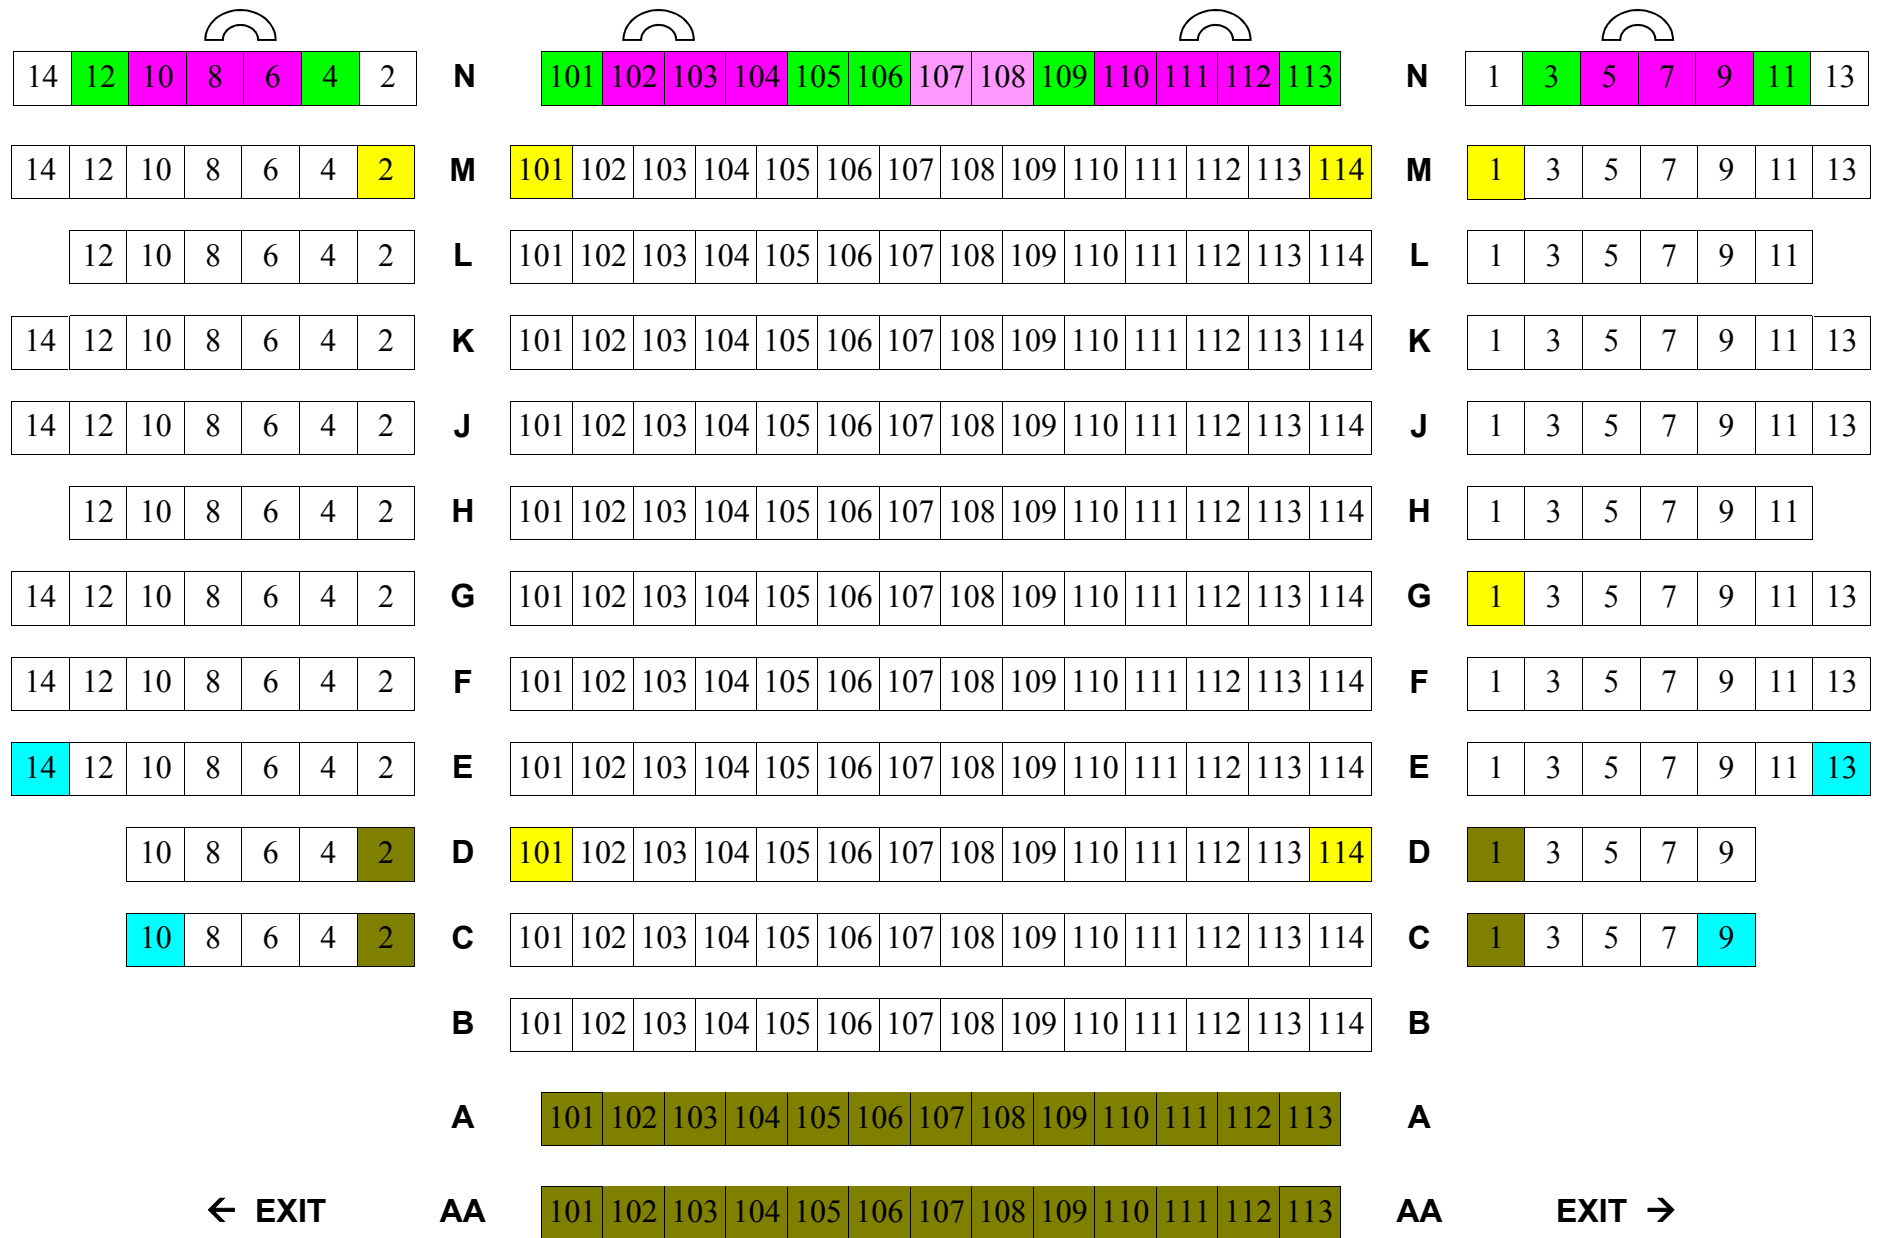 14 12 10 8 6 4 2 N 101 102 103 104 105 106 107 108 109 110 111 112 113 N 1 3 5 7 9 11 13
14 12 10 8 6 4 2 M 101 102 103 104 105 106 107 108 109 110 111 112 113 114 M 1 3 5 7 9 11 13
12 10 8 6 4 2 L 101 102 103 104 105 106 107 108 109 110 111 112 113 114 L 1 3 5 7 9 11
14 12 10 8 6 4 2 K 101 102 103 104 105 106 107 108 109 110 111 112 113 114 K 1 3 5 7 9 11 13
14 12 10 8 6 4 2 J 101 102 103 104 105 106 107 108 109 110 111 112 113 114 J 1 3 5 7 9 11 13
12 10 8 6 4 2 H 101 102 103 104 105 106 107 108 109 110 111 112 113 114 H 1 3 5 7 9 11
14 12 10 8 6 4 2 G 101 102 103 104 105 106 107 108 109 110 111 112 113 114 G 1 3 5 7 9 11 13
14 12 10 8 6 4 2 F 101 102 103 104 105 106 107 108 109 110 111 112 113 114 F 1 3 5 7 9 11 13
14 12 10 8 6 4 2 E 101 102 103 104 105 106 107 108 109 110 111 112 113 114 E 1 3 5 7 9 11 13
10 8 6 4 2 D 101 102 103 104 105 106 107 108 109 110 111 112 113 114 D 1 3 5 7 9
10 8 6 4 2 C 101 102 103 104 105 106 107 108 109 110 111 112 113 114 C 1 3 5 7 9
B 101 102 103 104 105 106 107 108 109 110 111 112 113 114 B
A 101 102 103 104 105 106 107 108 109 110 111 112 113 A
← EXIT AA 101 102 103 104 105 106 107 108 109 110 111 112 113 AA EXIT →